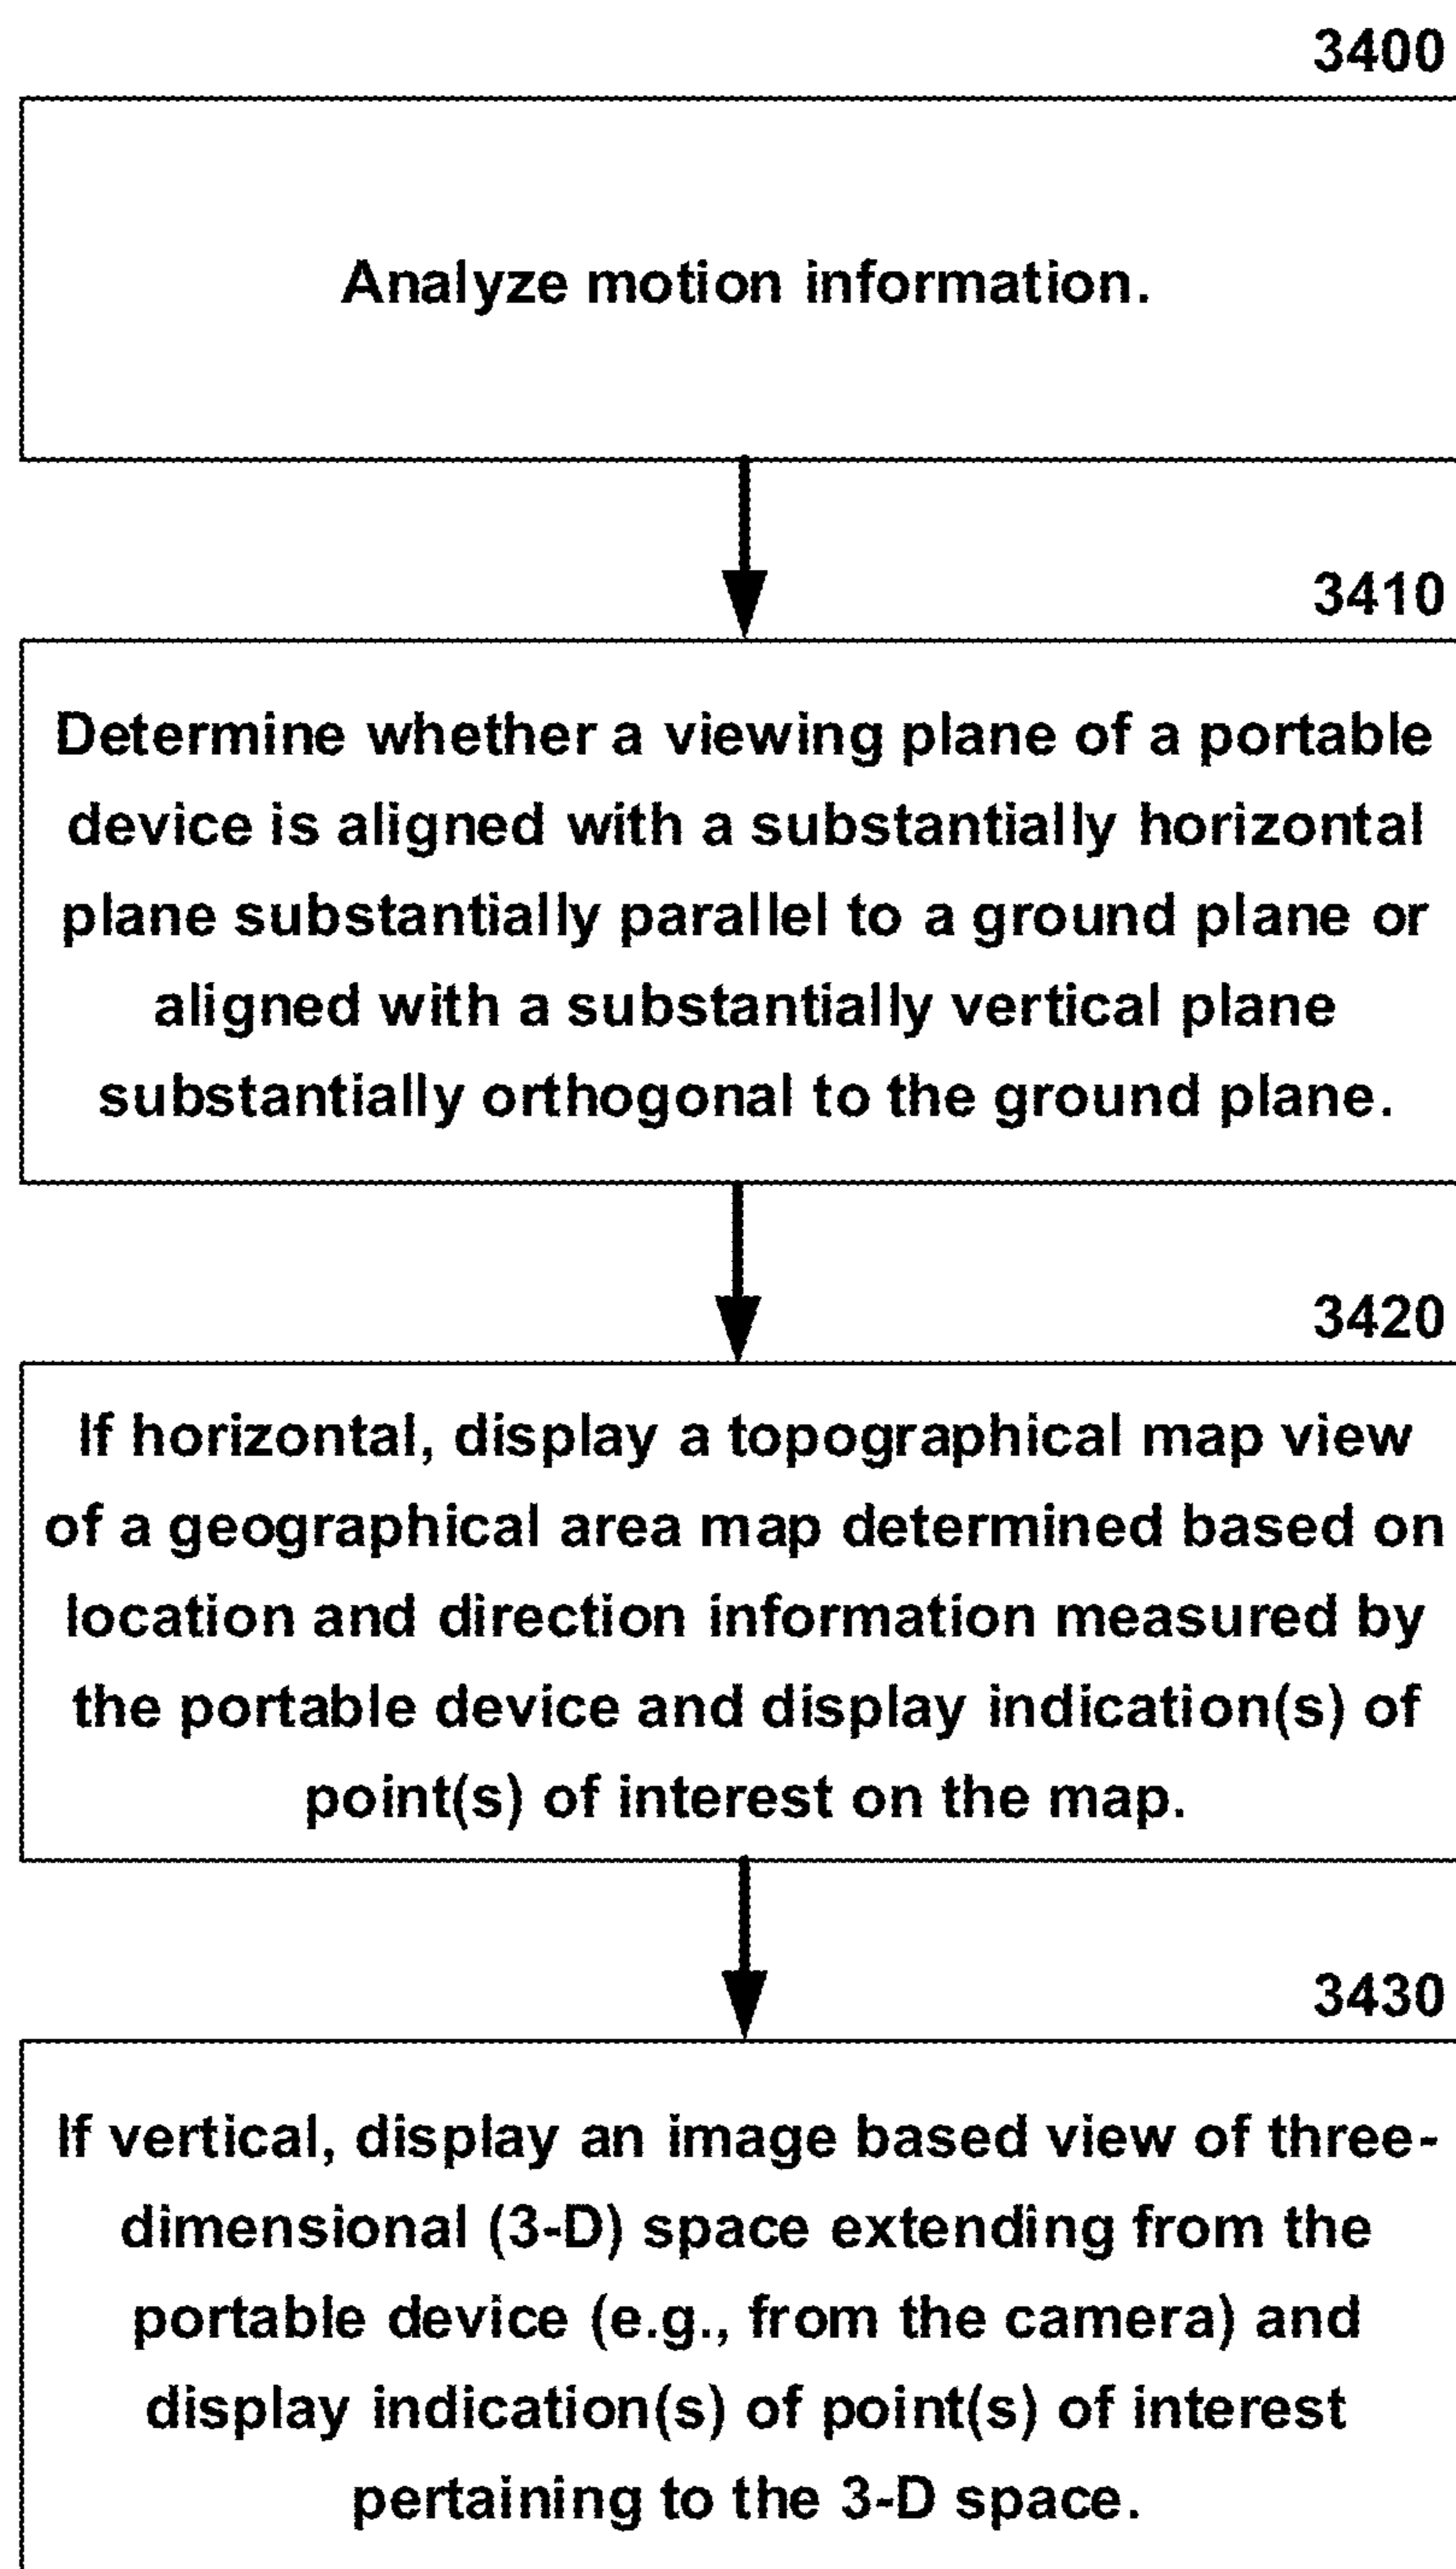 3400
Analyze motion information.
3410
Determine whether a viewing plane of a portable
device is aligned with a substantially horizontal
plane substantially parallel to a ground plane or
aligned with a substantially vertical plane
substantially orthogonal to the ground plane.
3420
If horizontal, display a topographical map view
of a geographical area map determined based on
location and direction information measured by
the portable device and display indication(s) of
point(s) of interest on the map.
3430
If vertical, display an image based view of three-
dimensional (3-D) space extending from the
portable device (e.g., from the camera) and
display indication(s) of point(s) of interest
pertaining to the 3-D space.